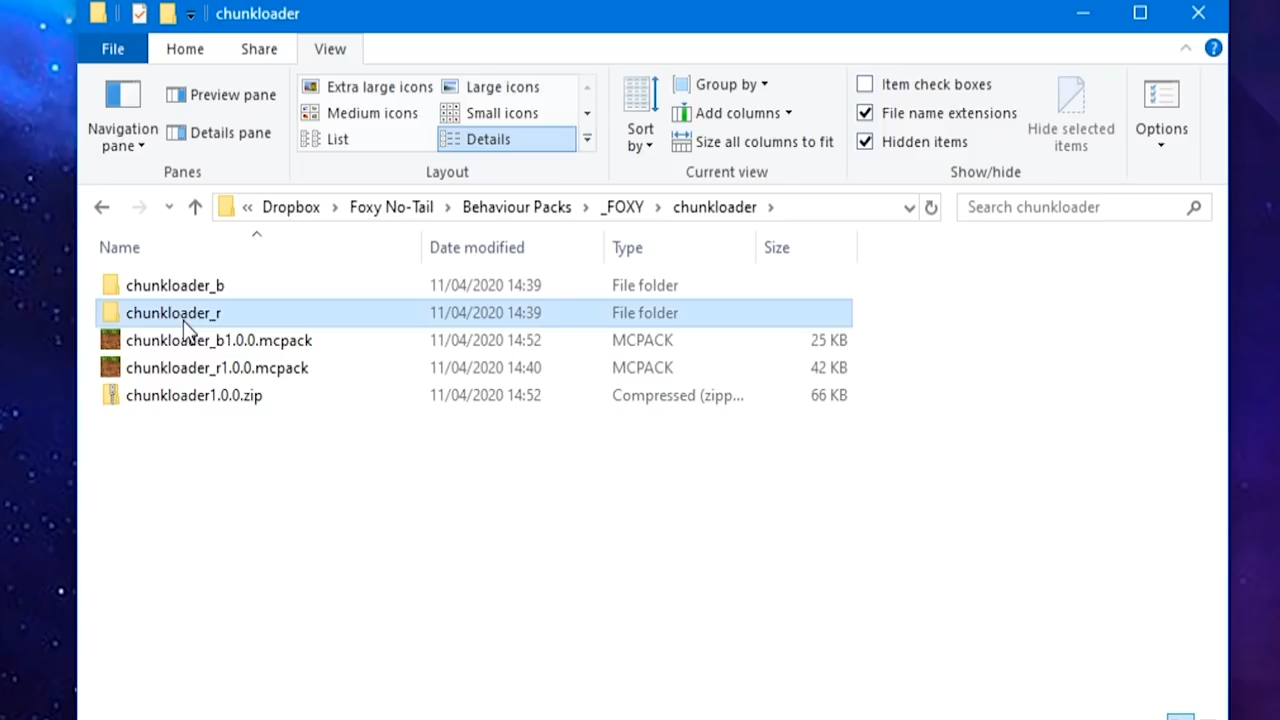 chunkloader
File Home Share View
Navigation pane
Preview pane
Details pane
Panes
Extra large icons Large icons
Medium icons Small icons
List Details
Layout
Sort by
Group by
Add columns
Size all columns to fit
Current view
Item check boxes
File name extensions
Hidden items
Hide selected items
Show/hide
Options
« Dropbox > Foxy No-Tail > Behaviour Packs > _FOXY > chunkloader > Search chunkloader
Name Date modified Type Size
chunkloader_b 11/04/2020 14:39 File folder
chunkloader_r 11/04/2020 14:39 File folder
chunkloader_b1.0.0.mcpack 11/04/2020 14:52 MCPACK 25 KB
chunkloader_r1.0.0.mcpack 11/04/2020 14:40 MCPACK 42 KB
chunkloader1.0.0.zip 11/04/2020 14:52 Compressed (zipp... 66 KB